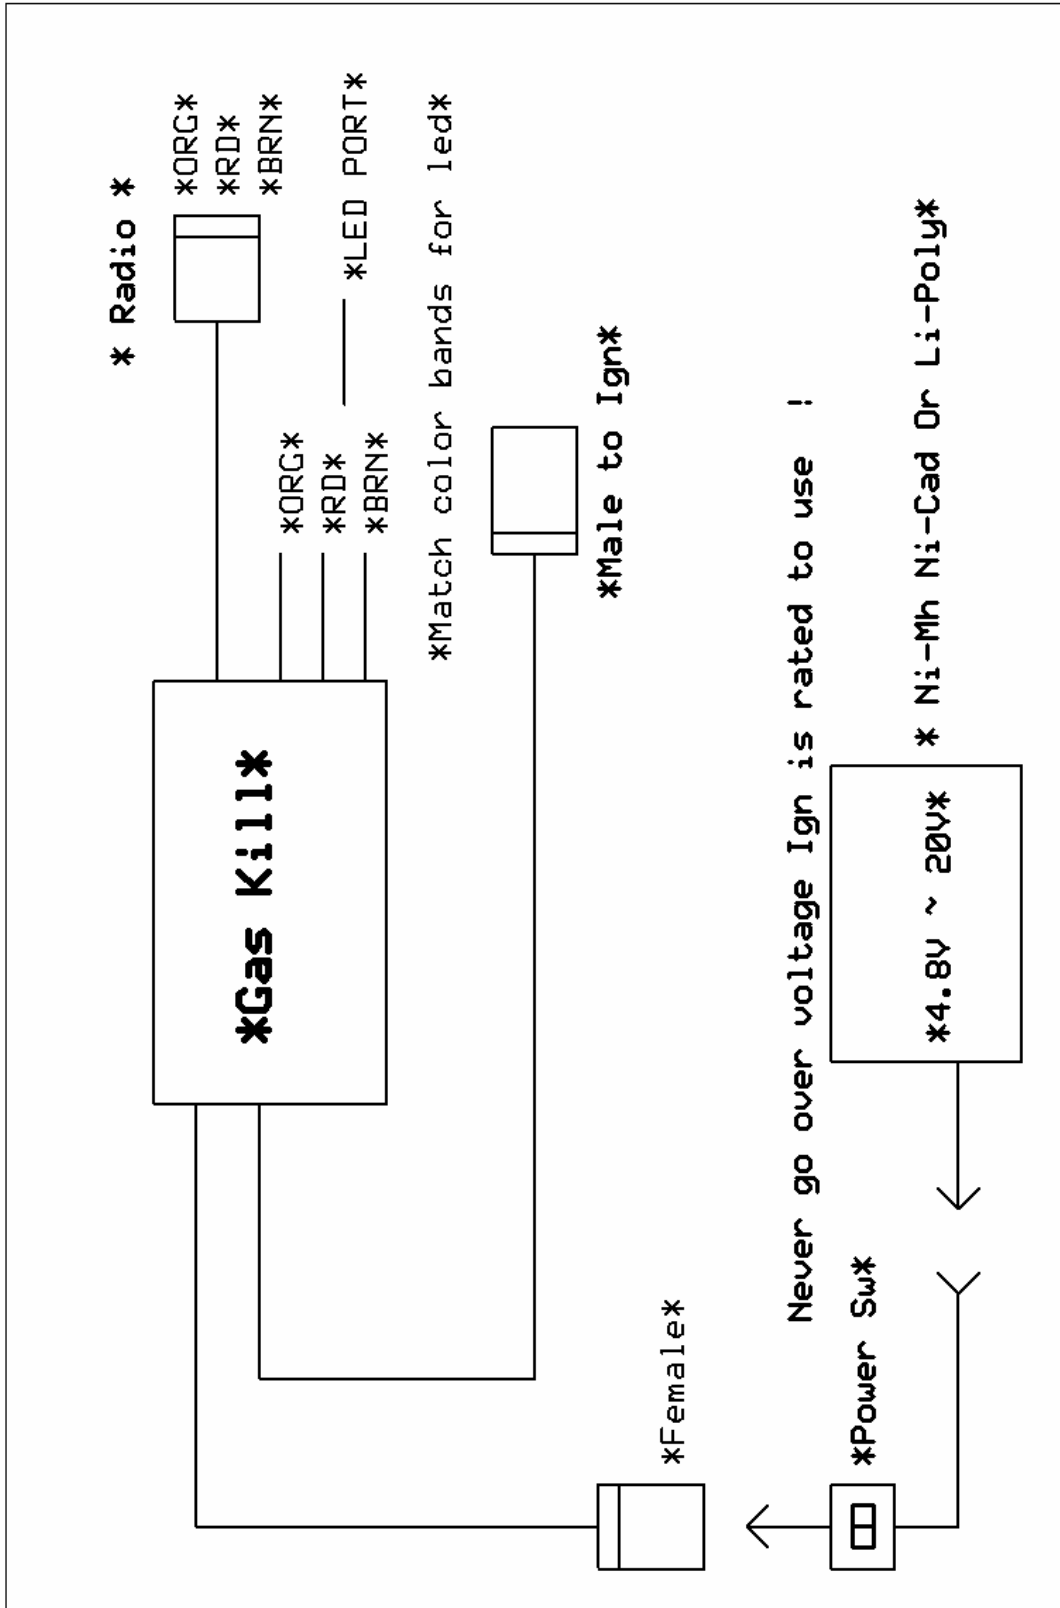 * Radio *
*ORG*
*RD*
*BRN*
*Gas Kill*
*ORG*
*RD*
*BRN*
*LED PORT*
*Match color bands for led*
*Male to Ign*
*Female*
Never go over voltage Ign is rated to use !
*Power Sw*
*4.8V ~ 20V*
* Ni-Mh Ni-Cad Or Li-Poly*